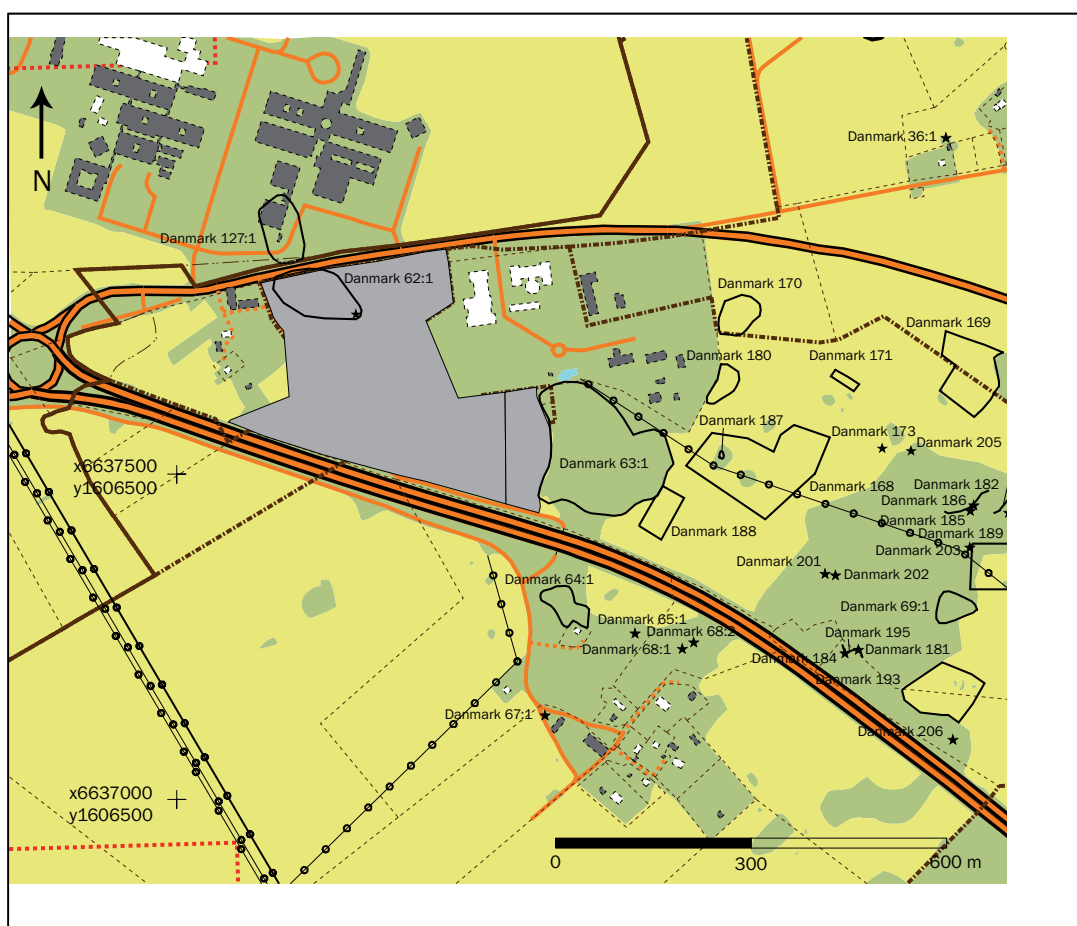 Danmark 36:1
N
Danmark 127:1
Danmark 62:1
Danmark 170
Danmark 169
Danmark 180
Danmark 171
Danmark 187
Danmark 173
Danmark 205
x6637500
y1606500
Danmark 63:1
Danmark 168
Danmark 182
Danmark 186
Danmark 185
Danmark 188
Danmark 189
Danmark 203
Danmark 201
Danmark 202
Danmark 64:1
Danmark 69:1
Danmark 65:1
Danmark 68:2
Danmark 195
Danmark 68:1
Danmark 181
Danmark 184
Danmark 193
Danmark 67:1
Danmark 206
x6637000
y1606500
0 300 600 m